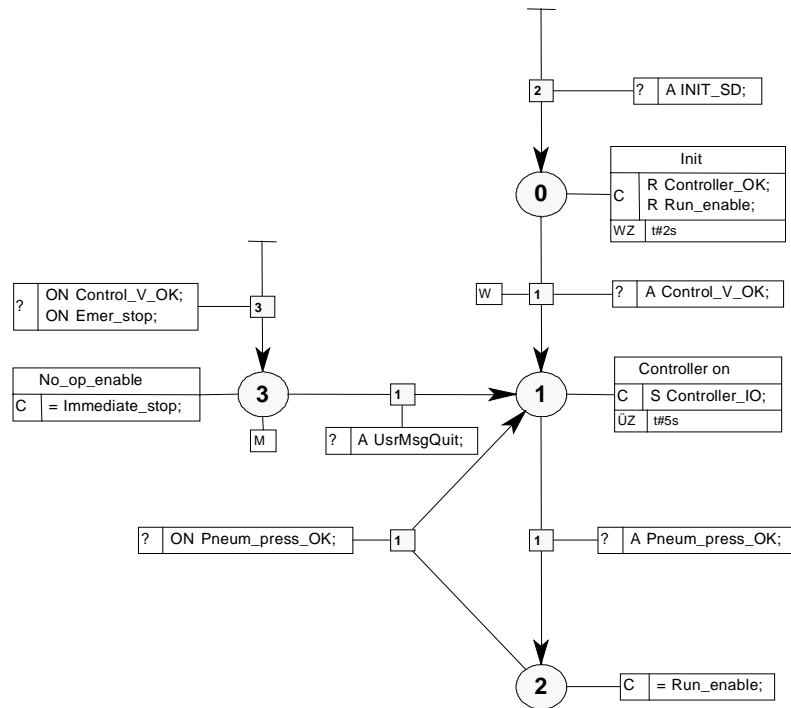 2
? A INIT_SD;
Init
0
C R Controller_OK;
R Run_enable;
WZ t#2s
? ON Control_V_OK;
ON Emer_stop;
3
W
1
? A Control_V_OK;
No_op_enable
C = Immediate_stop;
3
M
1
? A UsrMsgQuit;
1
Controller on
C S Controller_IO;
ÜZ t#5s
? ON Pneum_press_OK;
1
1
? A Pneum_press_OK;
2
C = Run_enable;